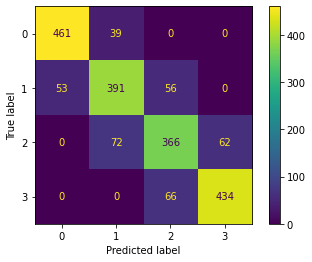 0 461 39 0 0 400
1 53 391 56 0 300
True label
200
2 0 72 366 62
100
3 0 0 66 434
0
0 1 2 3
Predicted label